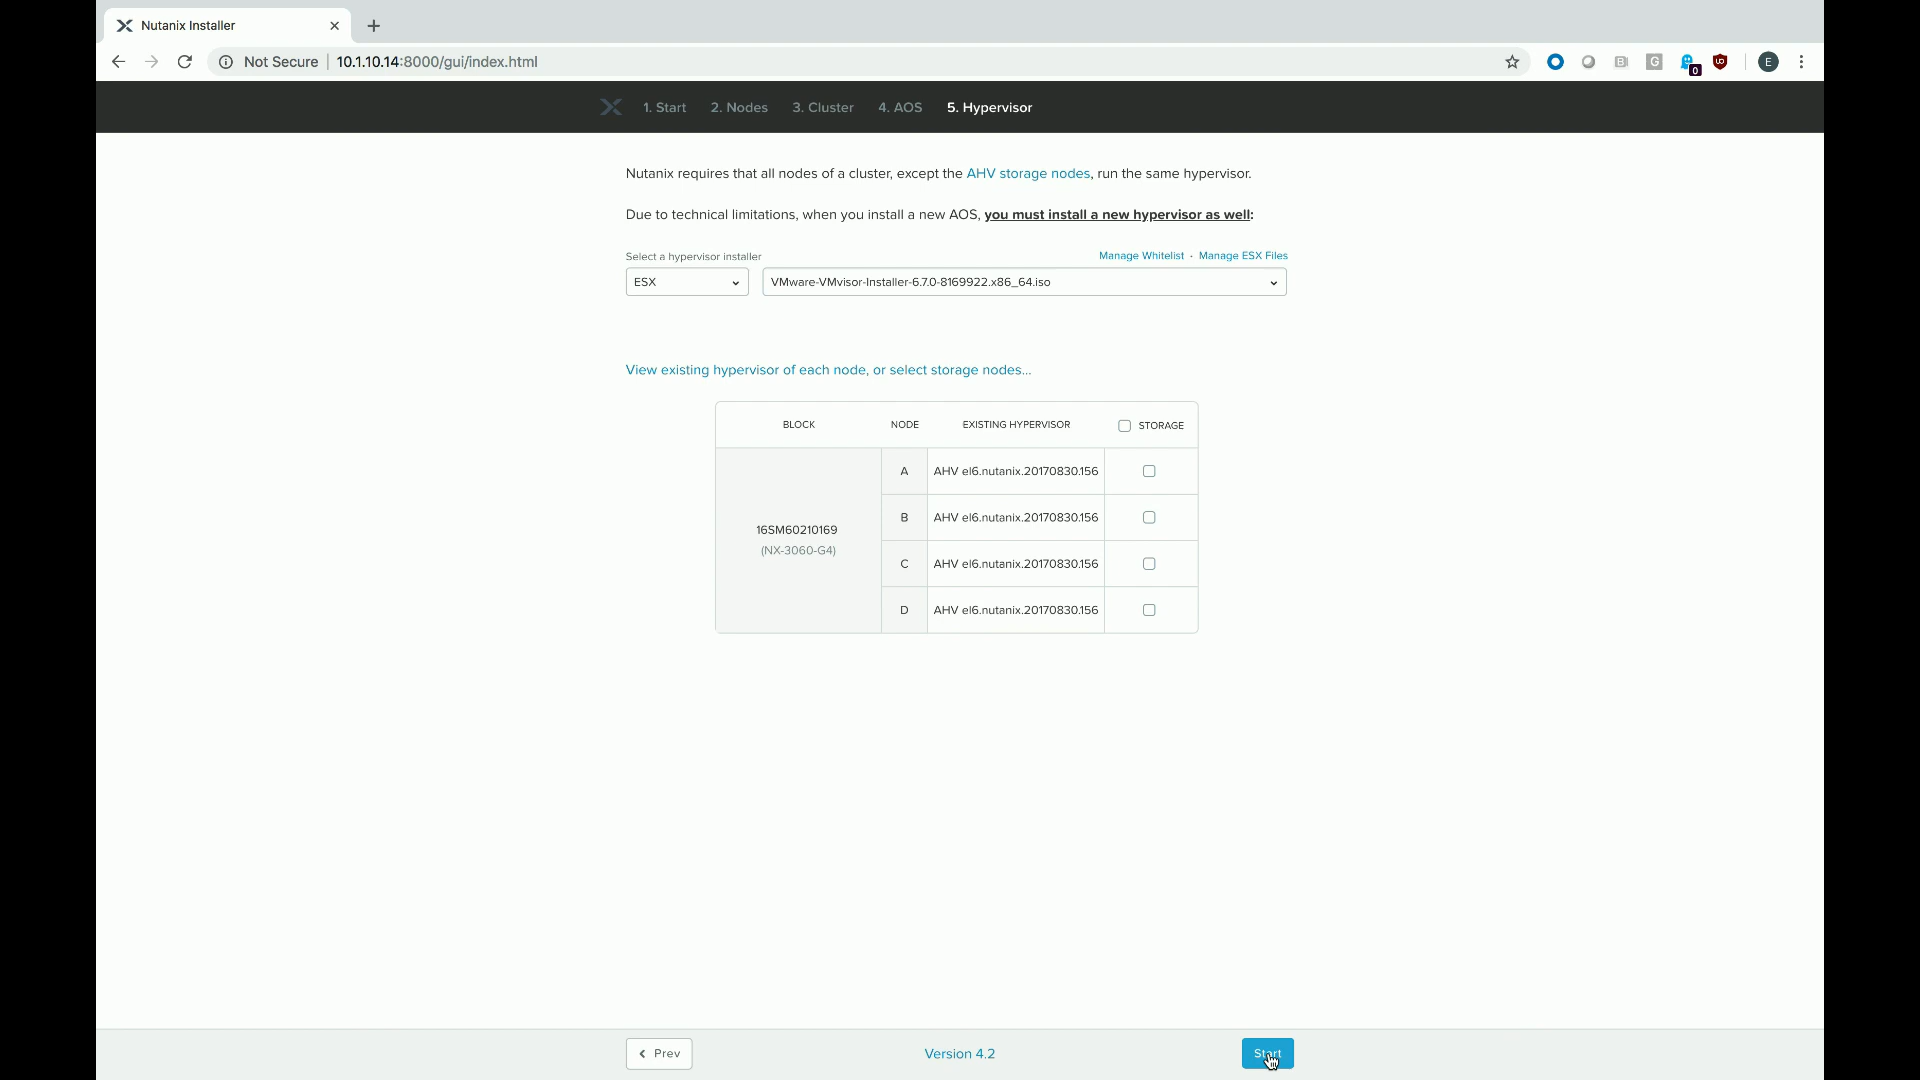 Nutanix Installer
Not Secure | 10.1.10.14:8000/gui/index.html
B
G
0
E
1. Start 2. Nodes 3. Cluster 4. AOS 5. Hypervisor
Nutanix requires that all nodes of a cluster, except the AHV storage nodes, run the same hypervisor.
Due to technical limitations, when you install a new AOS, you must install a new hypervisor as well:
Select a hypervisor installer Manage Whitelist · Manage ESX Files
ESX VMware-VMvisor-Installer-6.7.0-8169922.x86_64.iso
View existing hypervisor of each node, or select storage nodes...
BLOCK NODE EXISTING HYPERVISOR STORAGE
A AHV el6.nutanix.20170830.156
B AHV el6.nutanix.20170830.156
16SM60210169
(NX-3060-G4)
C AHV el6.nutanix.20170830.156
D AHV el6.nutanix.20170830.156
Prev Version 4.2 Start